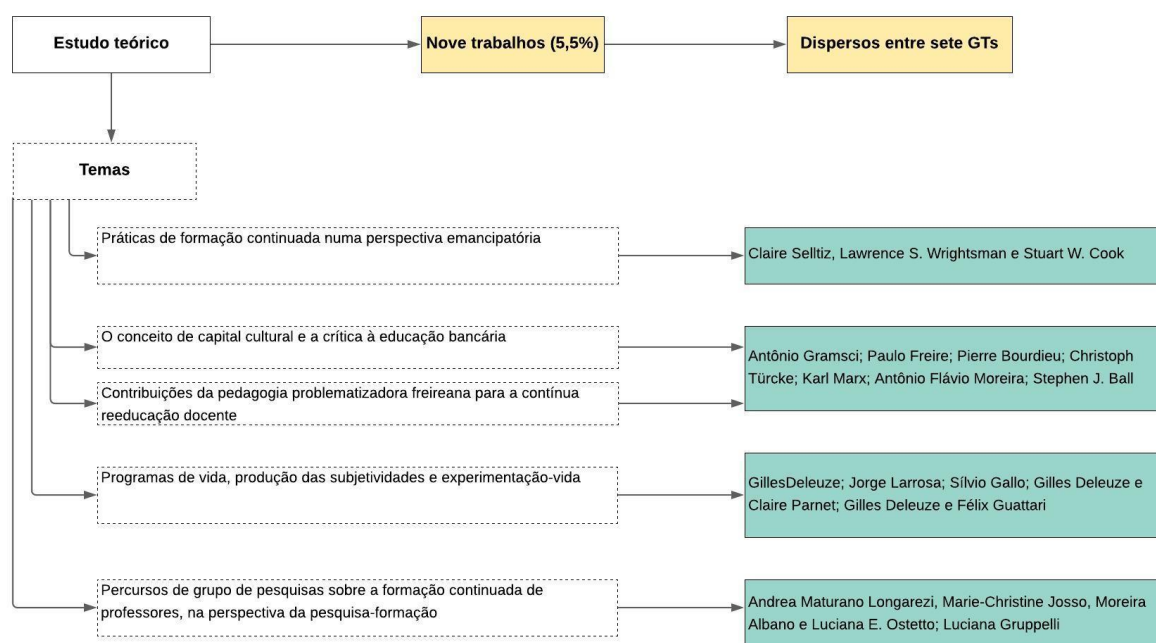 Estudo teórico
Nove trabalhos (5,5%)
Dispersos entre sete GTs
Temas
Práticas de formação continuada numa perspectiva emancipatória
Claire Selltiz, Lawrence S. Wrightsman e Stuart W. Cook
O conceito de capital cultural e a crítica à educação bancária
Contribuições da pedagogia problematizadora freireana para a contínua
reeducação docente
Antônio Gramsci; Paulo Freire; Pierre Bourdieu; Christoph
Türcke; Karl Marx; Antônio Flávio Moreira; Stephen J. Ball
Programas de vida, produção das subjetividades e experimentação-vida
GillesDeleuze; Jorge Larrosa; Sílvio Gallo; Gilles Deleuze e
Claire Parnet; Gilles Deleuze e Félix Guattari
Percursos de grupo de pesquisas sobre a formação continuada de
professores, na perspectiva da pesquisa-formação
Andrea Maturano Longarezi, Marie-Christine Josso, Moreira
Albano e Luciana E. Ostetto; Luciana Gruppelli